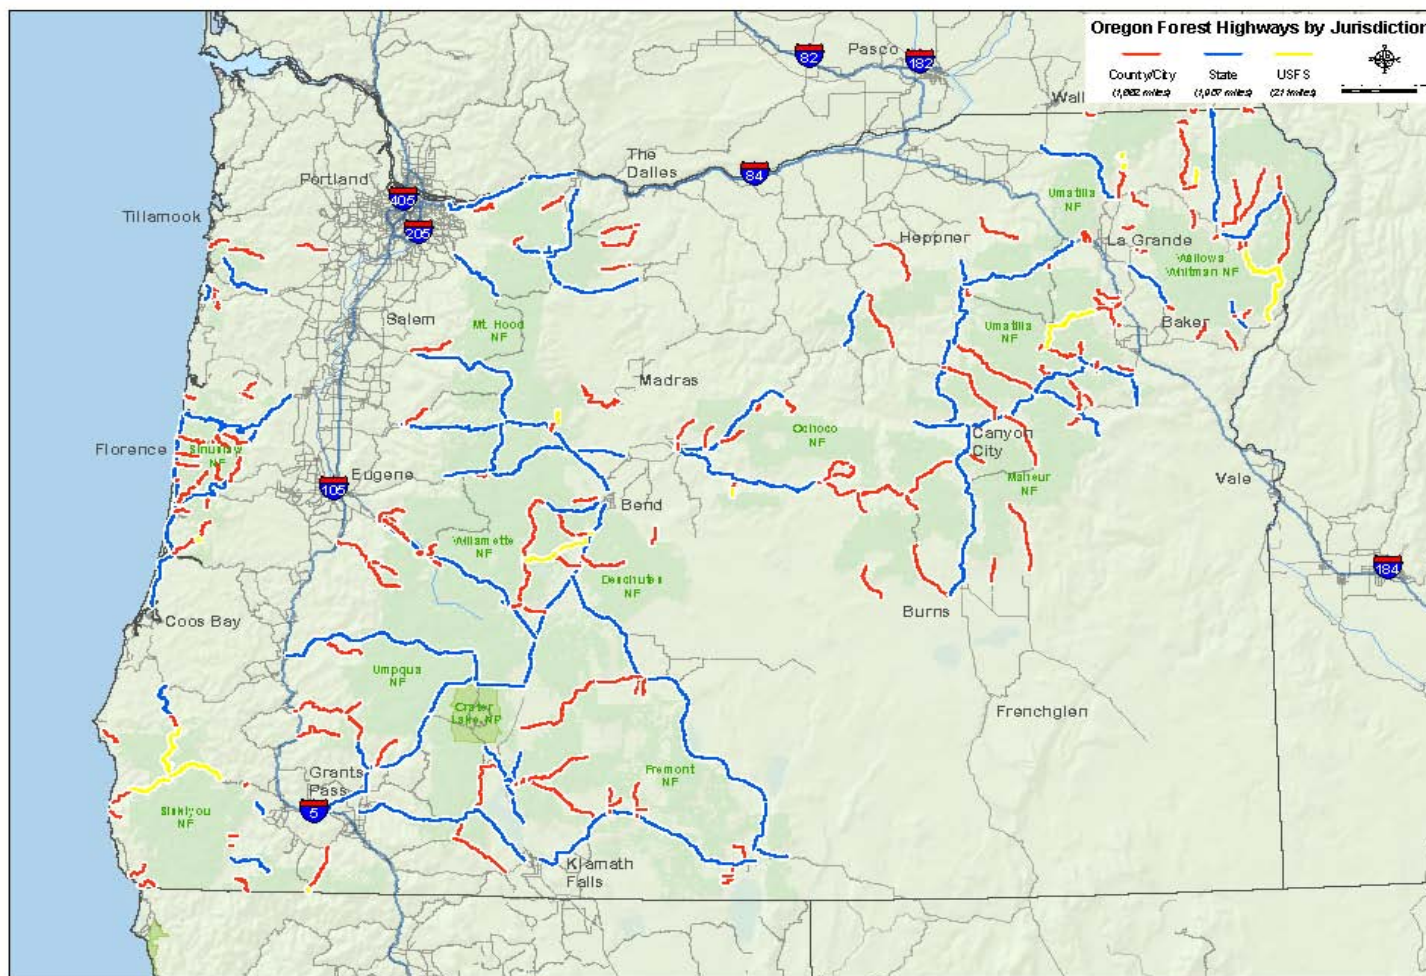 Oregon Forest Highways by Jurisdiction
County/City
State
USFS
82
Pasco
182
Wall
The
Dalles
84
Portland
405
Tillamook
205
Umatilla
NF
Heppner
La Grande
Wallowa
Whitman NF
Salem
Mt. Hood
NF
Umatilla
NF
Baker
Madras
Ochoco
NF
Canyon
City
Florence
Siuslaw
NF
Eugene
105
Bend
Malheur
NF
Vale
Willamette
NF
Deschutes
NF
184
Burns
Coos Bay
Umpqua
NF
Crater
Lake NP
Frenchglen
Grants
Pass
Fremont
NF
5
Siskiyou
NF
Klamath
Falls